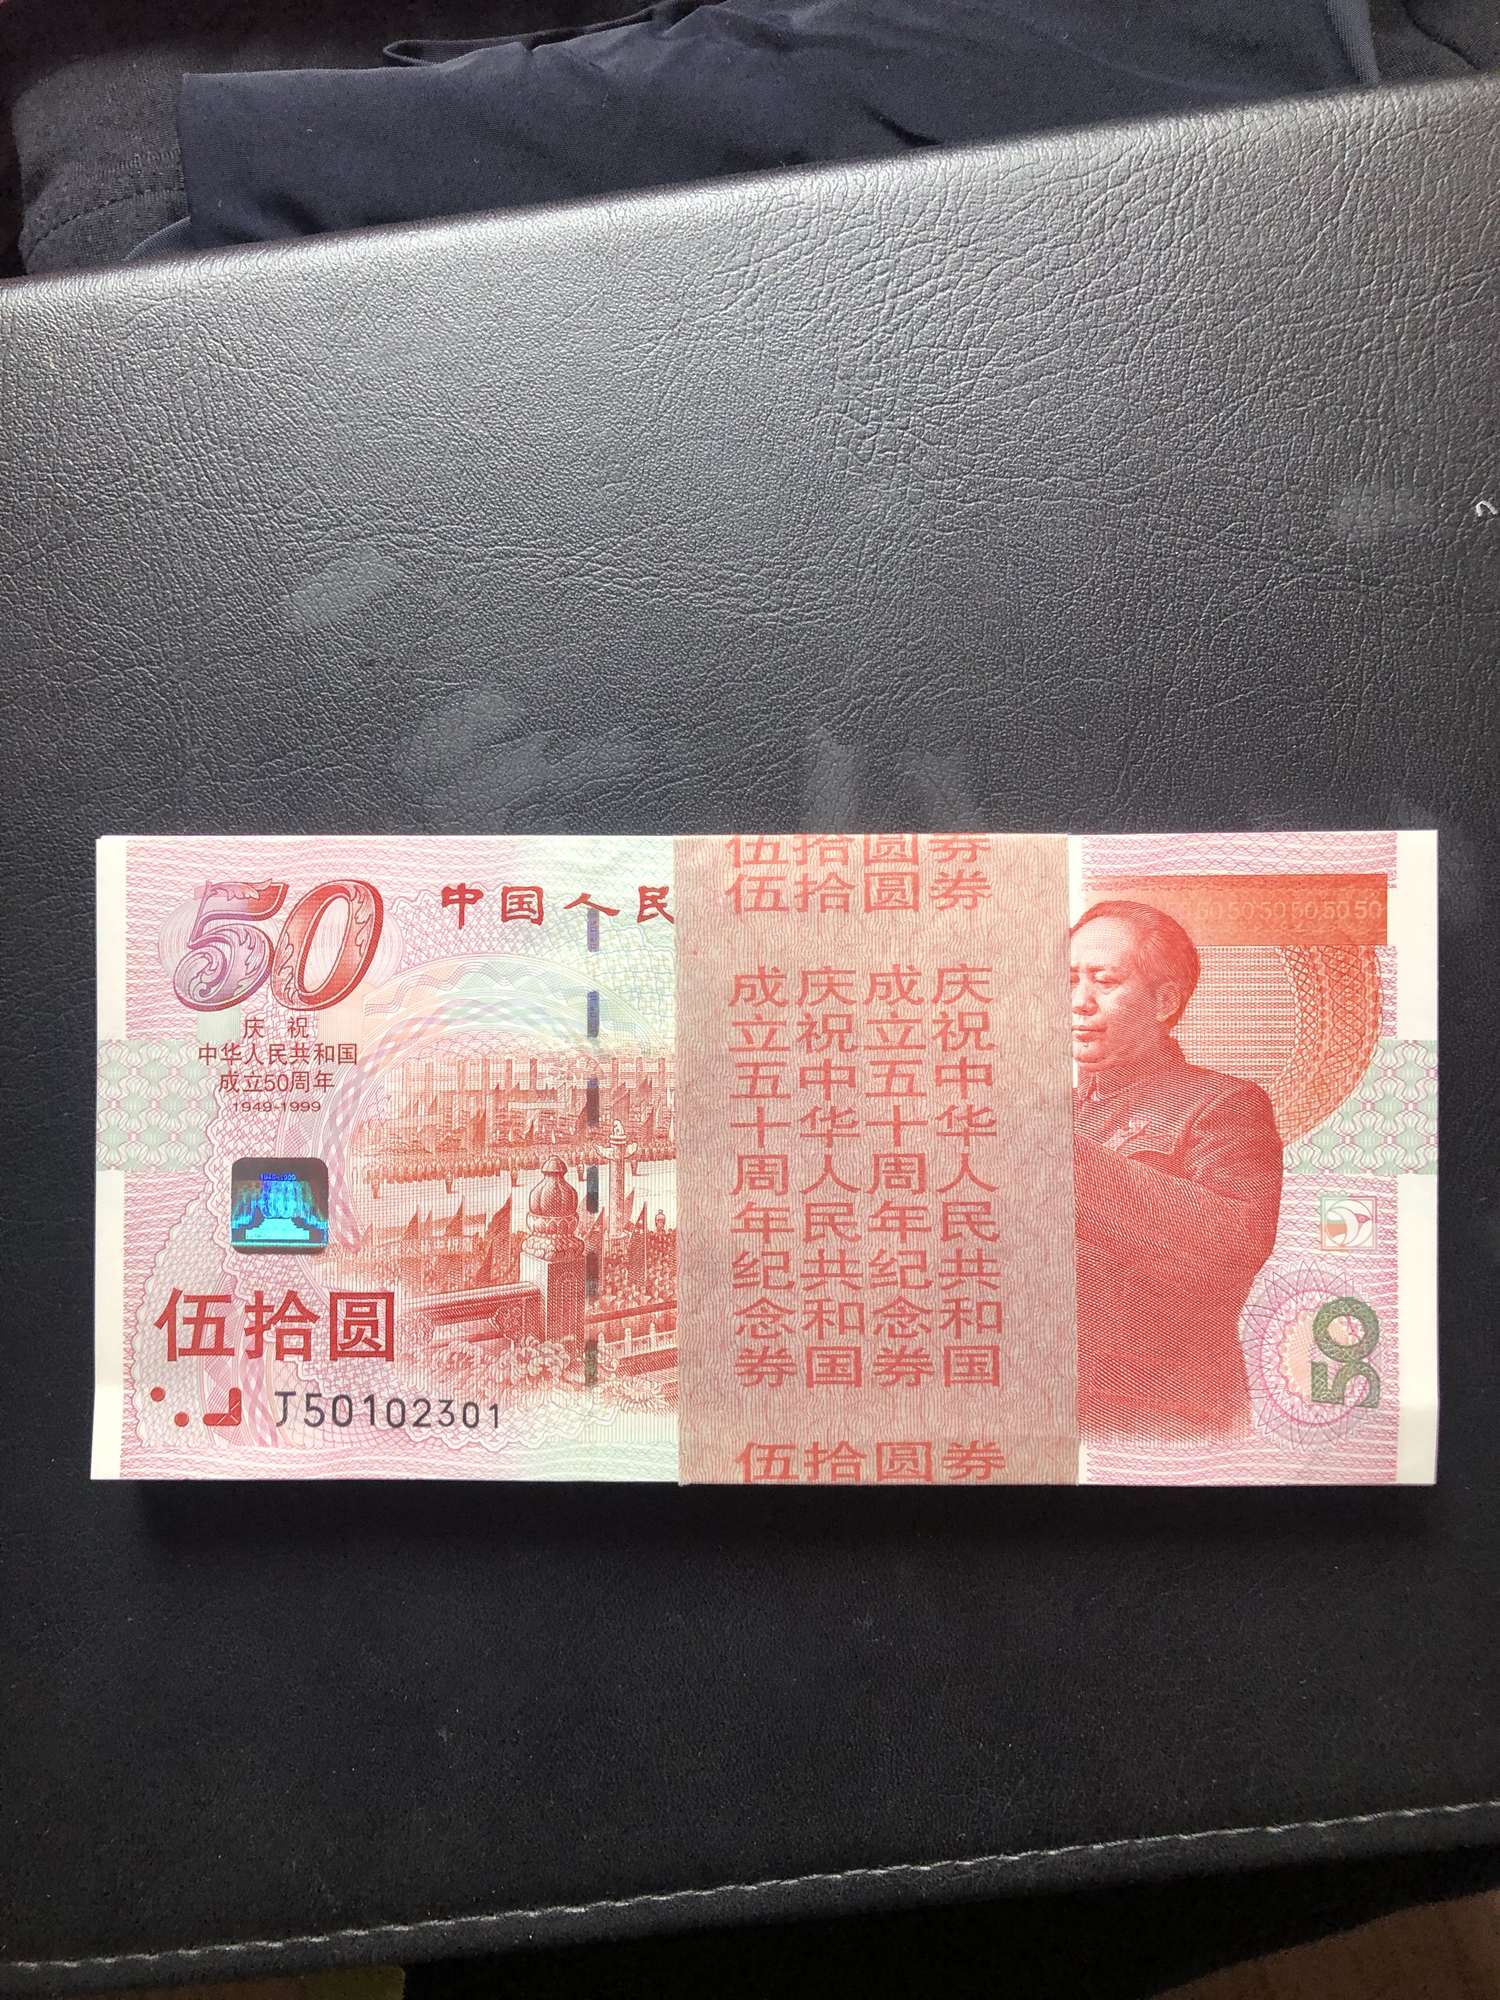 50
中国人民
庆祝
中华人民共和国
成立50周年
1949-1999
1949-1999
伍拾圆
J50102301
伍拾圆券
伍拾圆券
庆祝中华人民共和国
成立五十周年纪念券
庆祝中华人民共和国
成立五十周年纪念券
伍拾圆券
50 50 50 50 50
50